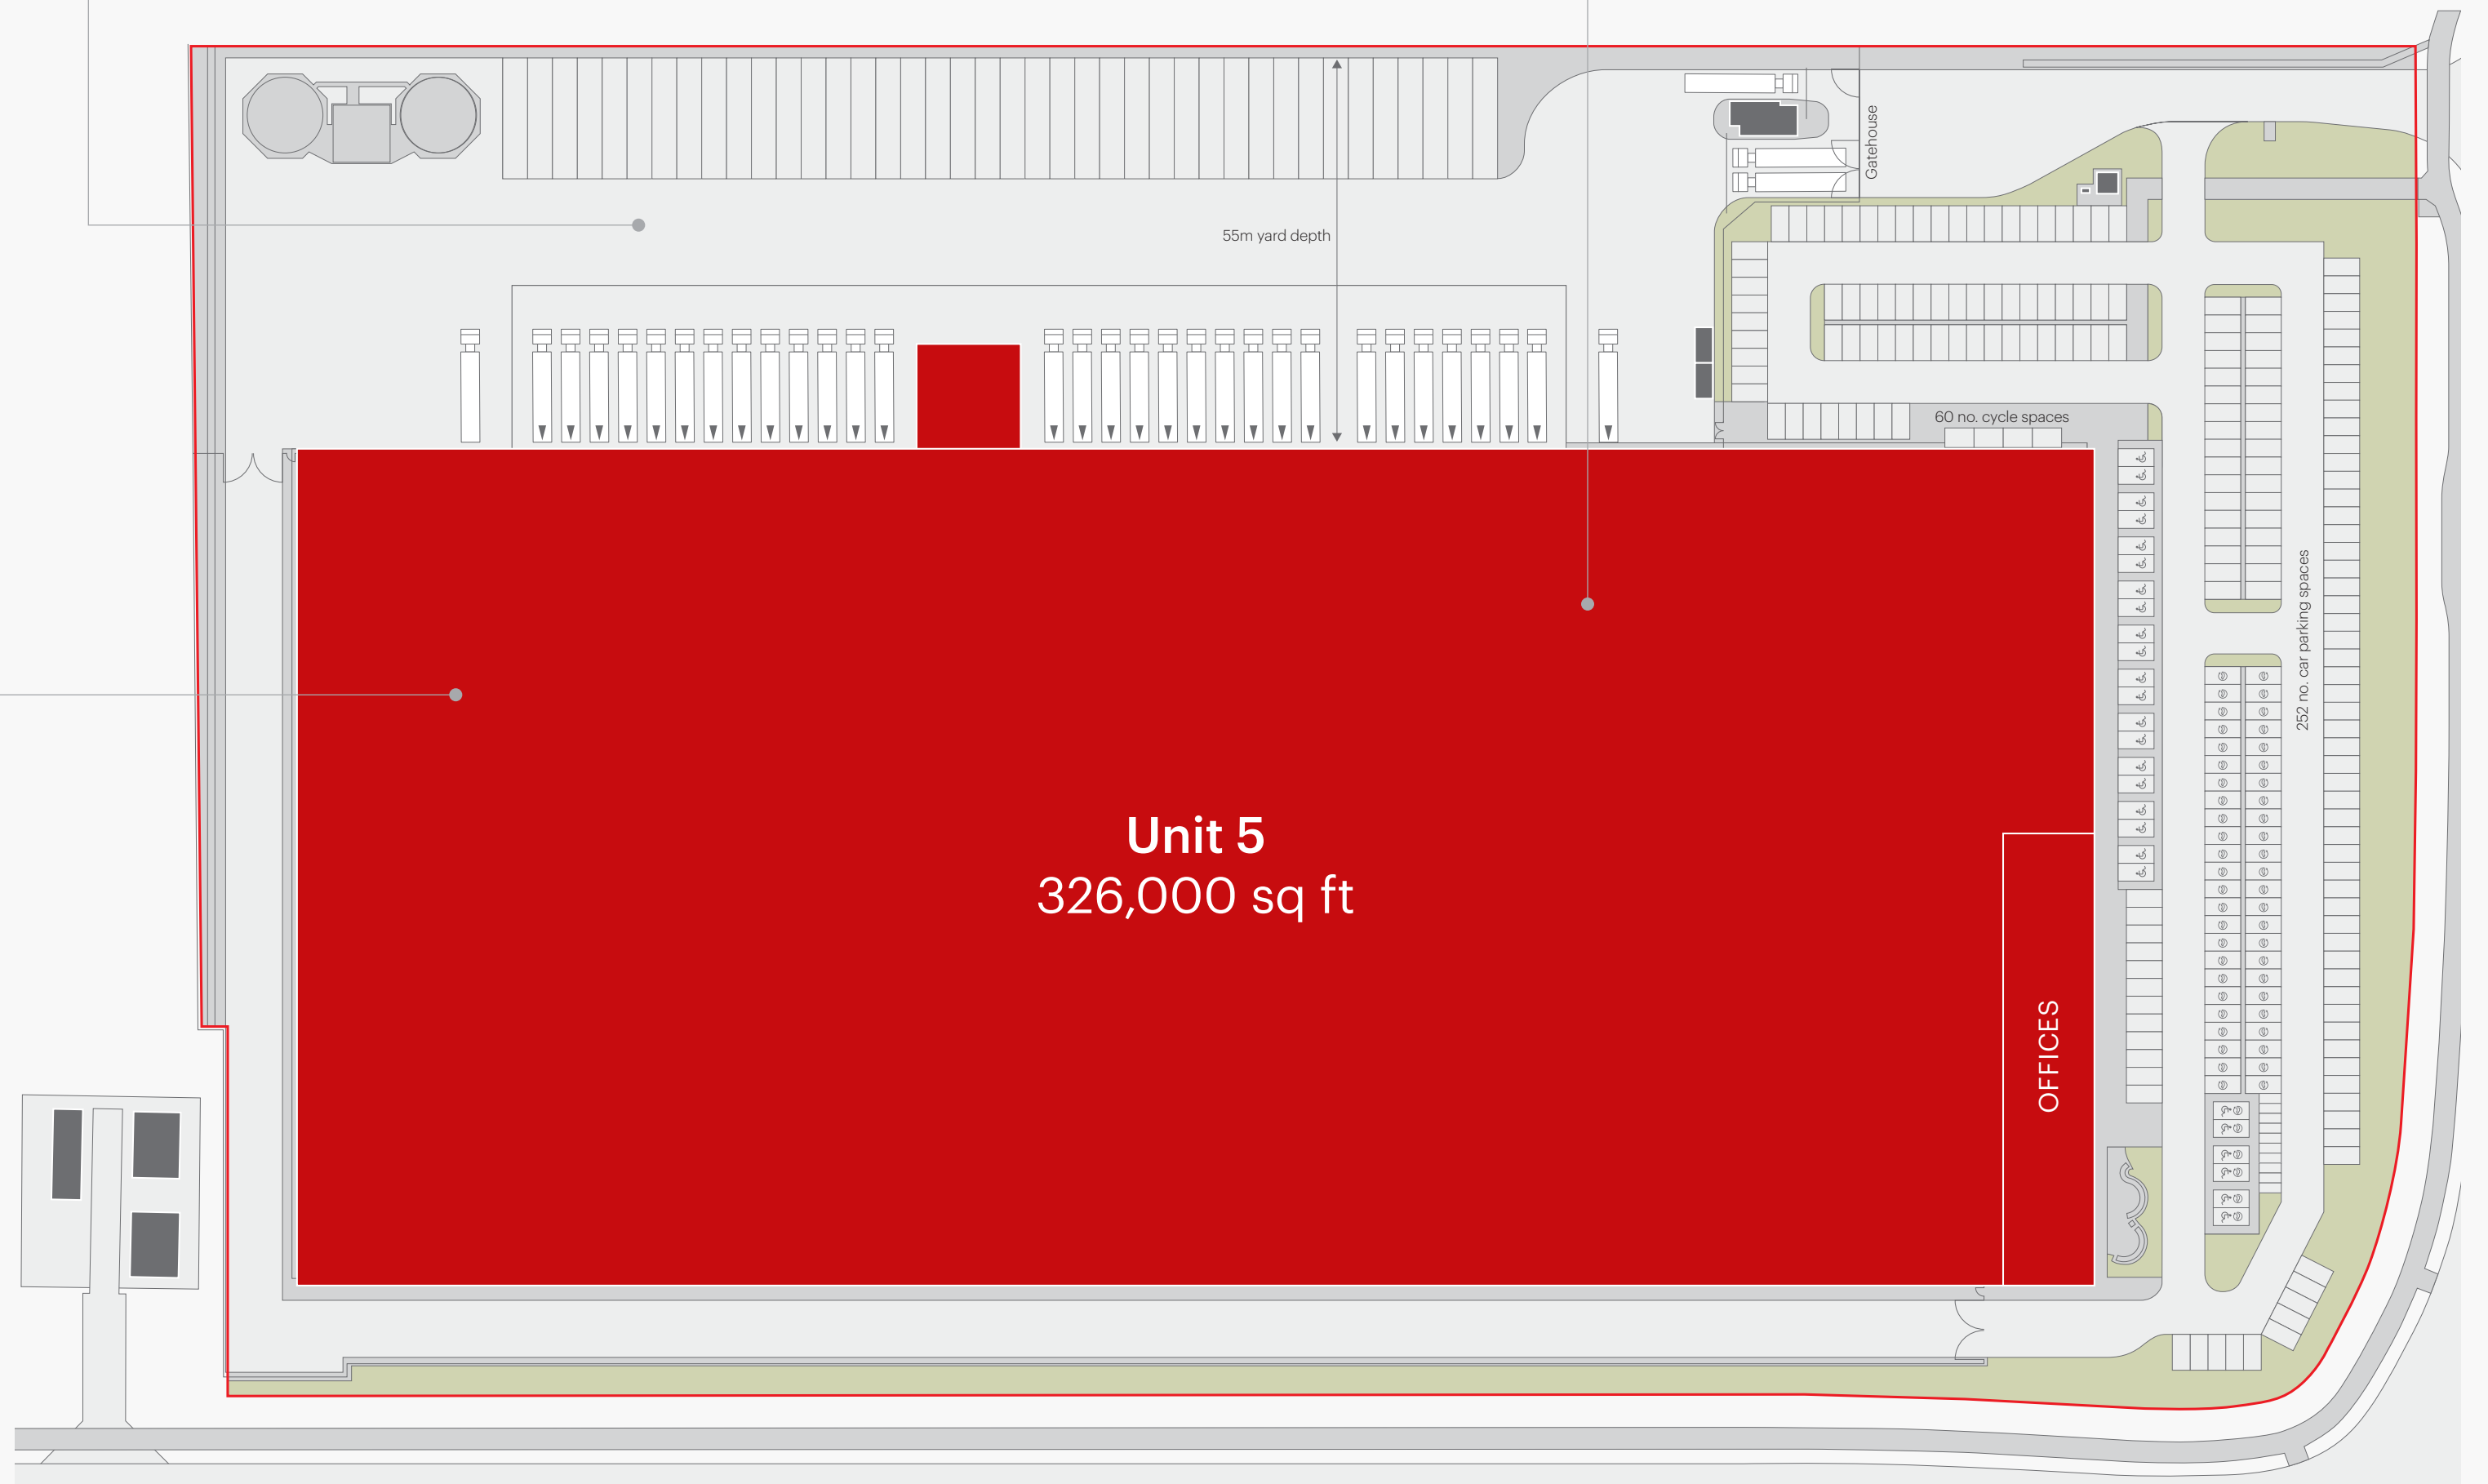 Gatehouse
55m yard depth
60 no. cycle spaces
252 no. car parking spaces
Unit 5
326,000 sq ft
OFFICES